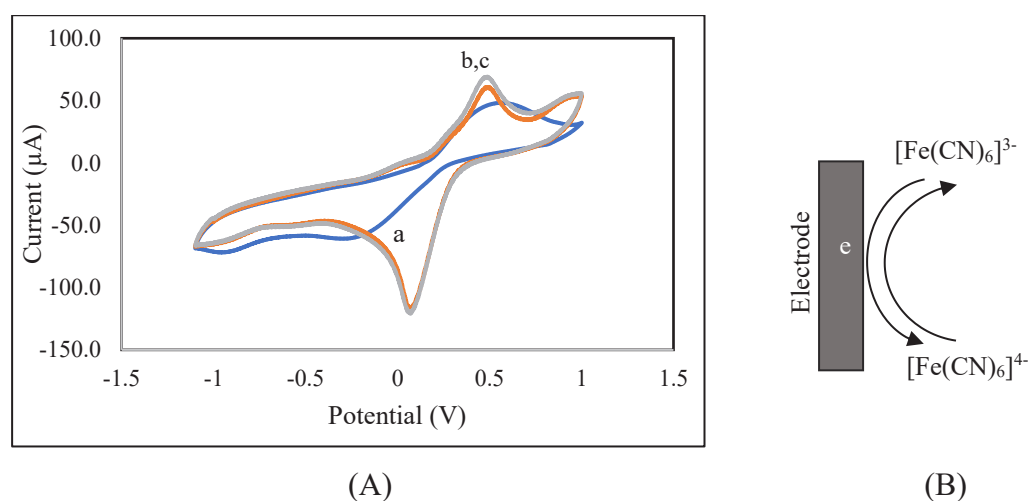 100.0
50.0
0.0
-50.0
-100.0
-150.0
Current (µA)
b,c
a
-1.5 -1 -0.5 0 0.5 1 1.5
Potential (V)
(A)
[Fe(CN)6]3-
e
Electrode
[Fe(CN)6]4-
(B)